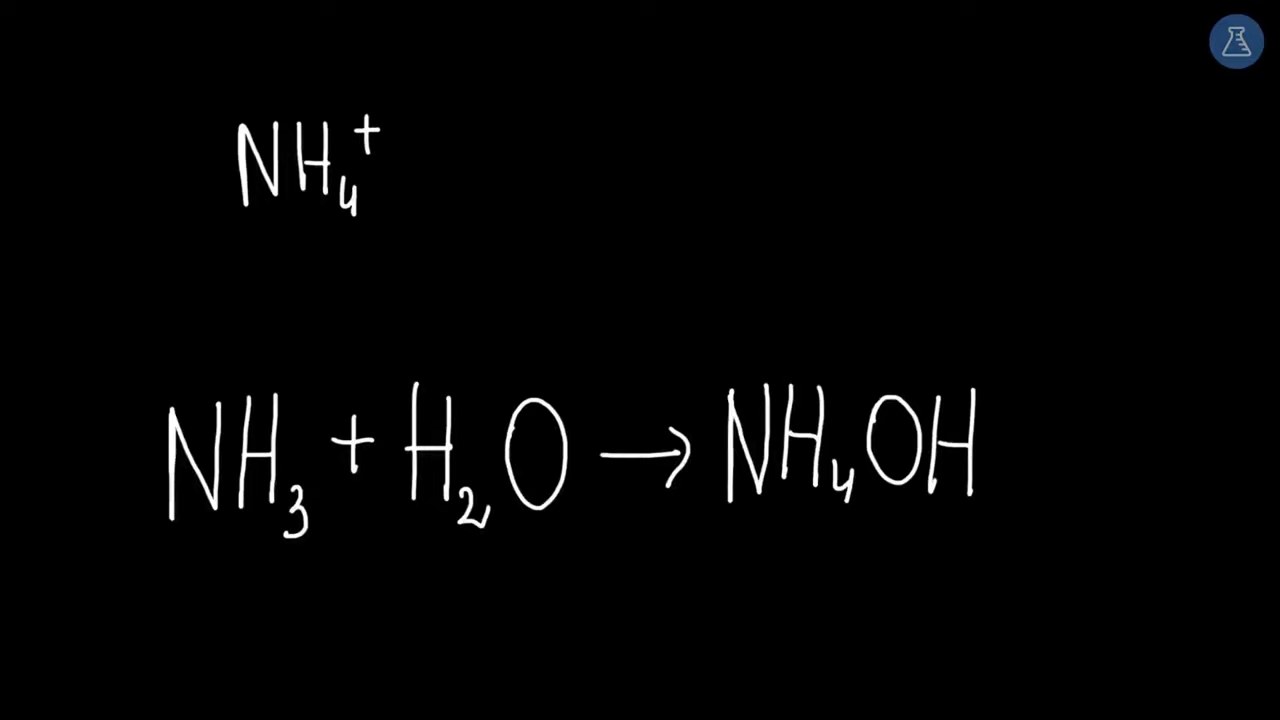 NH₄⁺
NH₃ + H₂O → NH₄OH